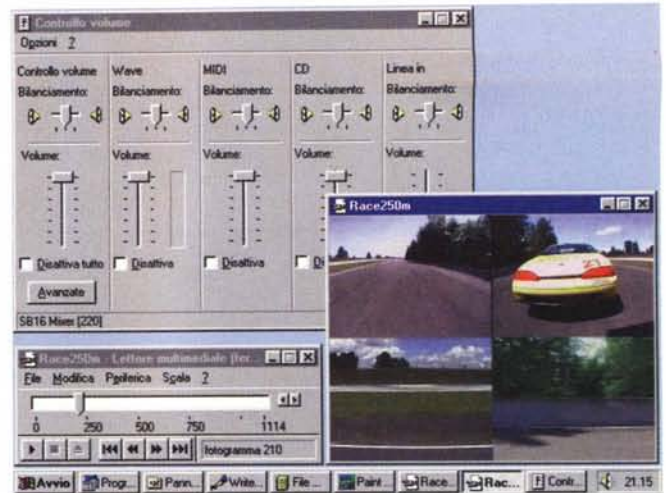 Controllo volume
Opzioni ?
Controllo volume Wave MIDI CD Linea in
Bilanciamento: Bilanciamento: Bilanciamento: Bilanciamento: Bilanciamento:
Volume: Volume: Volume: Volume: Volume:
Disattiva tutto Disattiva Disattiva Di
Avanzate
SB16 Mixer [220]
Race250m
Race250m - Lettore multimediale (fer...
File Modifica Periferica Scala ?
0 250 500 750 1114
fotogramma 210
Avvio Progr... Pann... Write... File ... Paint ... Race... Rac... Contr... 21.15